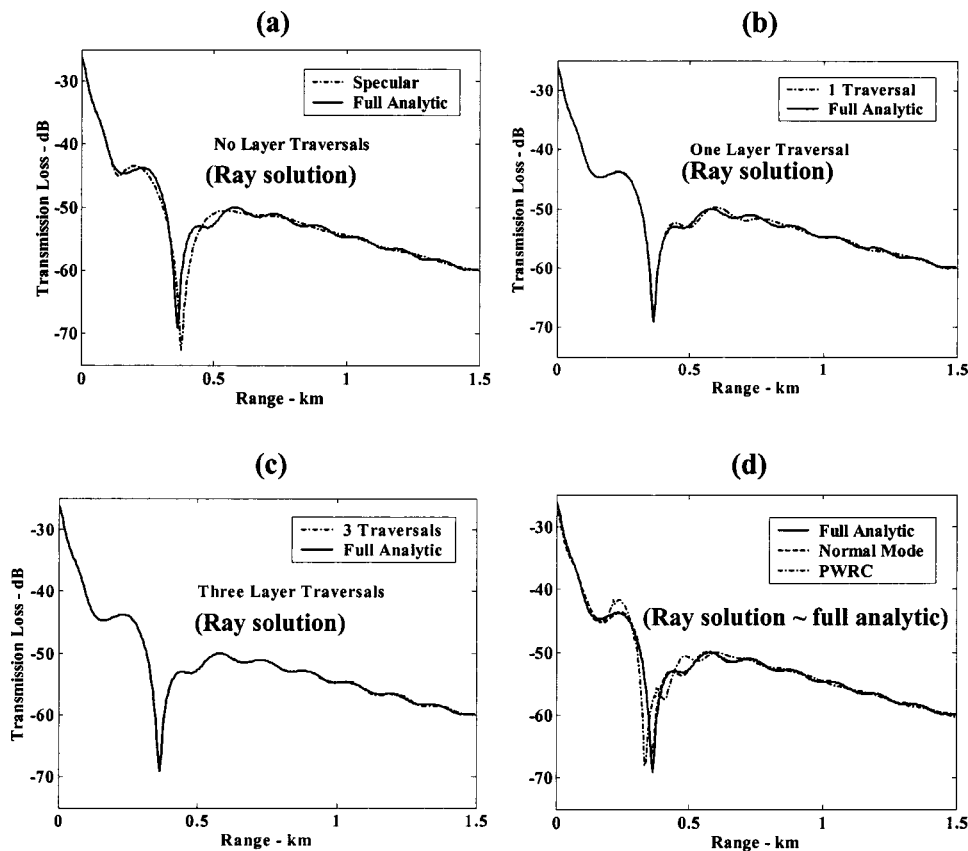 (a)
Specular
Full Analytic
No Layer Traversals
(Ray solution)
Transmission Loss - dB
-30
-40
-50
-60
-70
0
0.5
1
1.5
Range - km
(b)
1 Traversal
Full Analytic
One Layer Traversal
(Ray solution)
Transmission Loss - dB
-30
-40
-50
-60
-70
0
0.5
1
1.5
Range - km
(c)
3 Traversals
Full Analytic
Three Layer Traversals
(Ray solution)
Transmission Loss - dB
-30
-40
-50
-60
-70
0
0.5
1
1.5
Range - km
(d)
Full Analytic
Normal Mode
PWRC
(Ray solution ~ full analytic)
Transmission Loss - dB
-30
-40
-50
-60
-70
0
0.5
1
1.5
Range - km